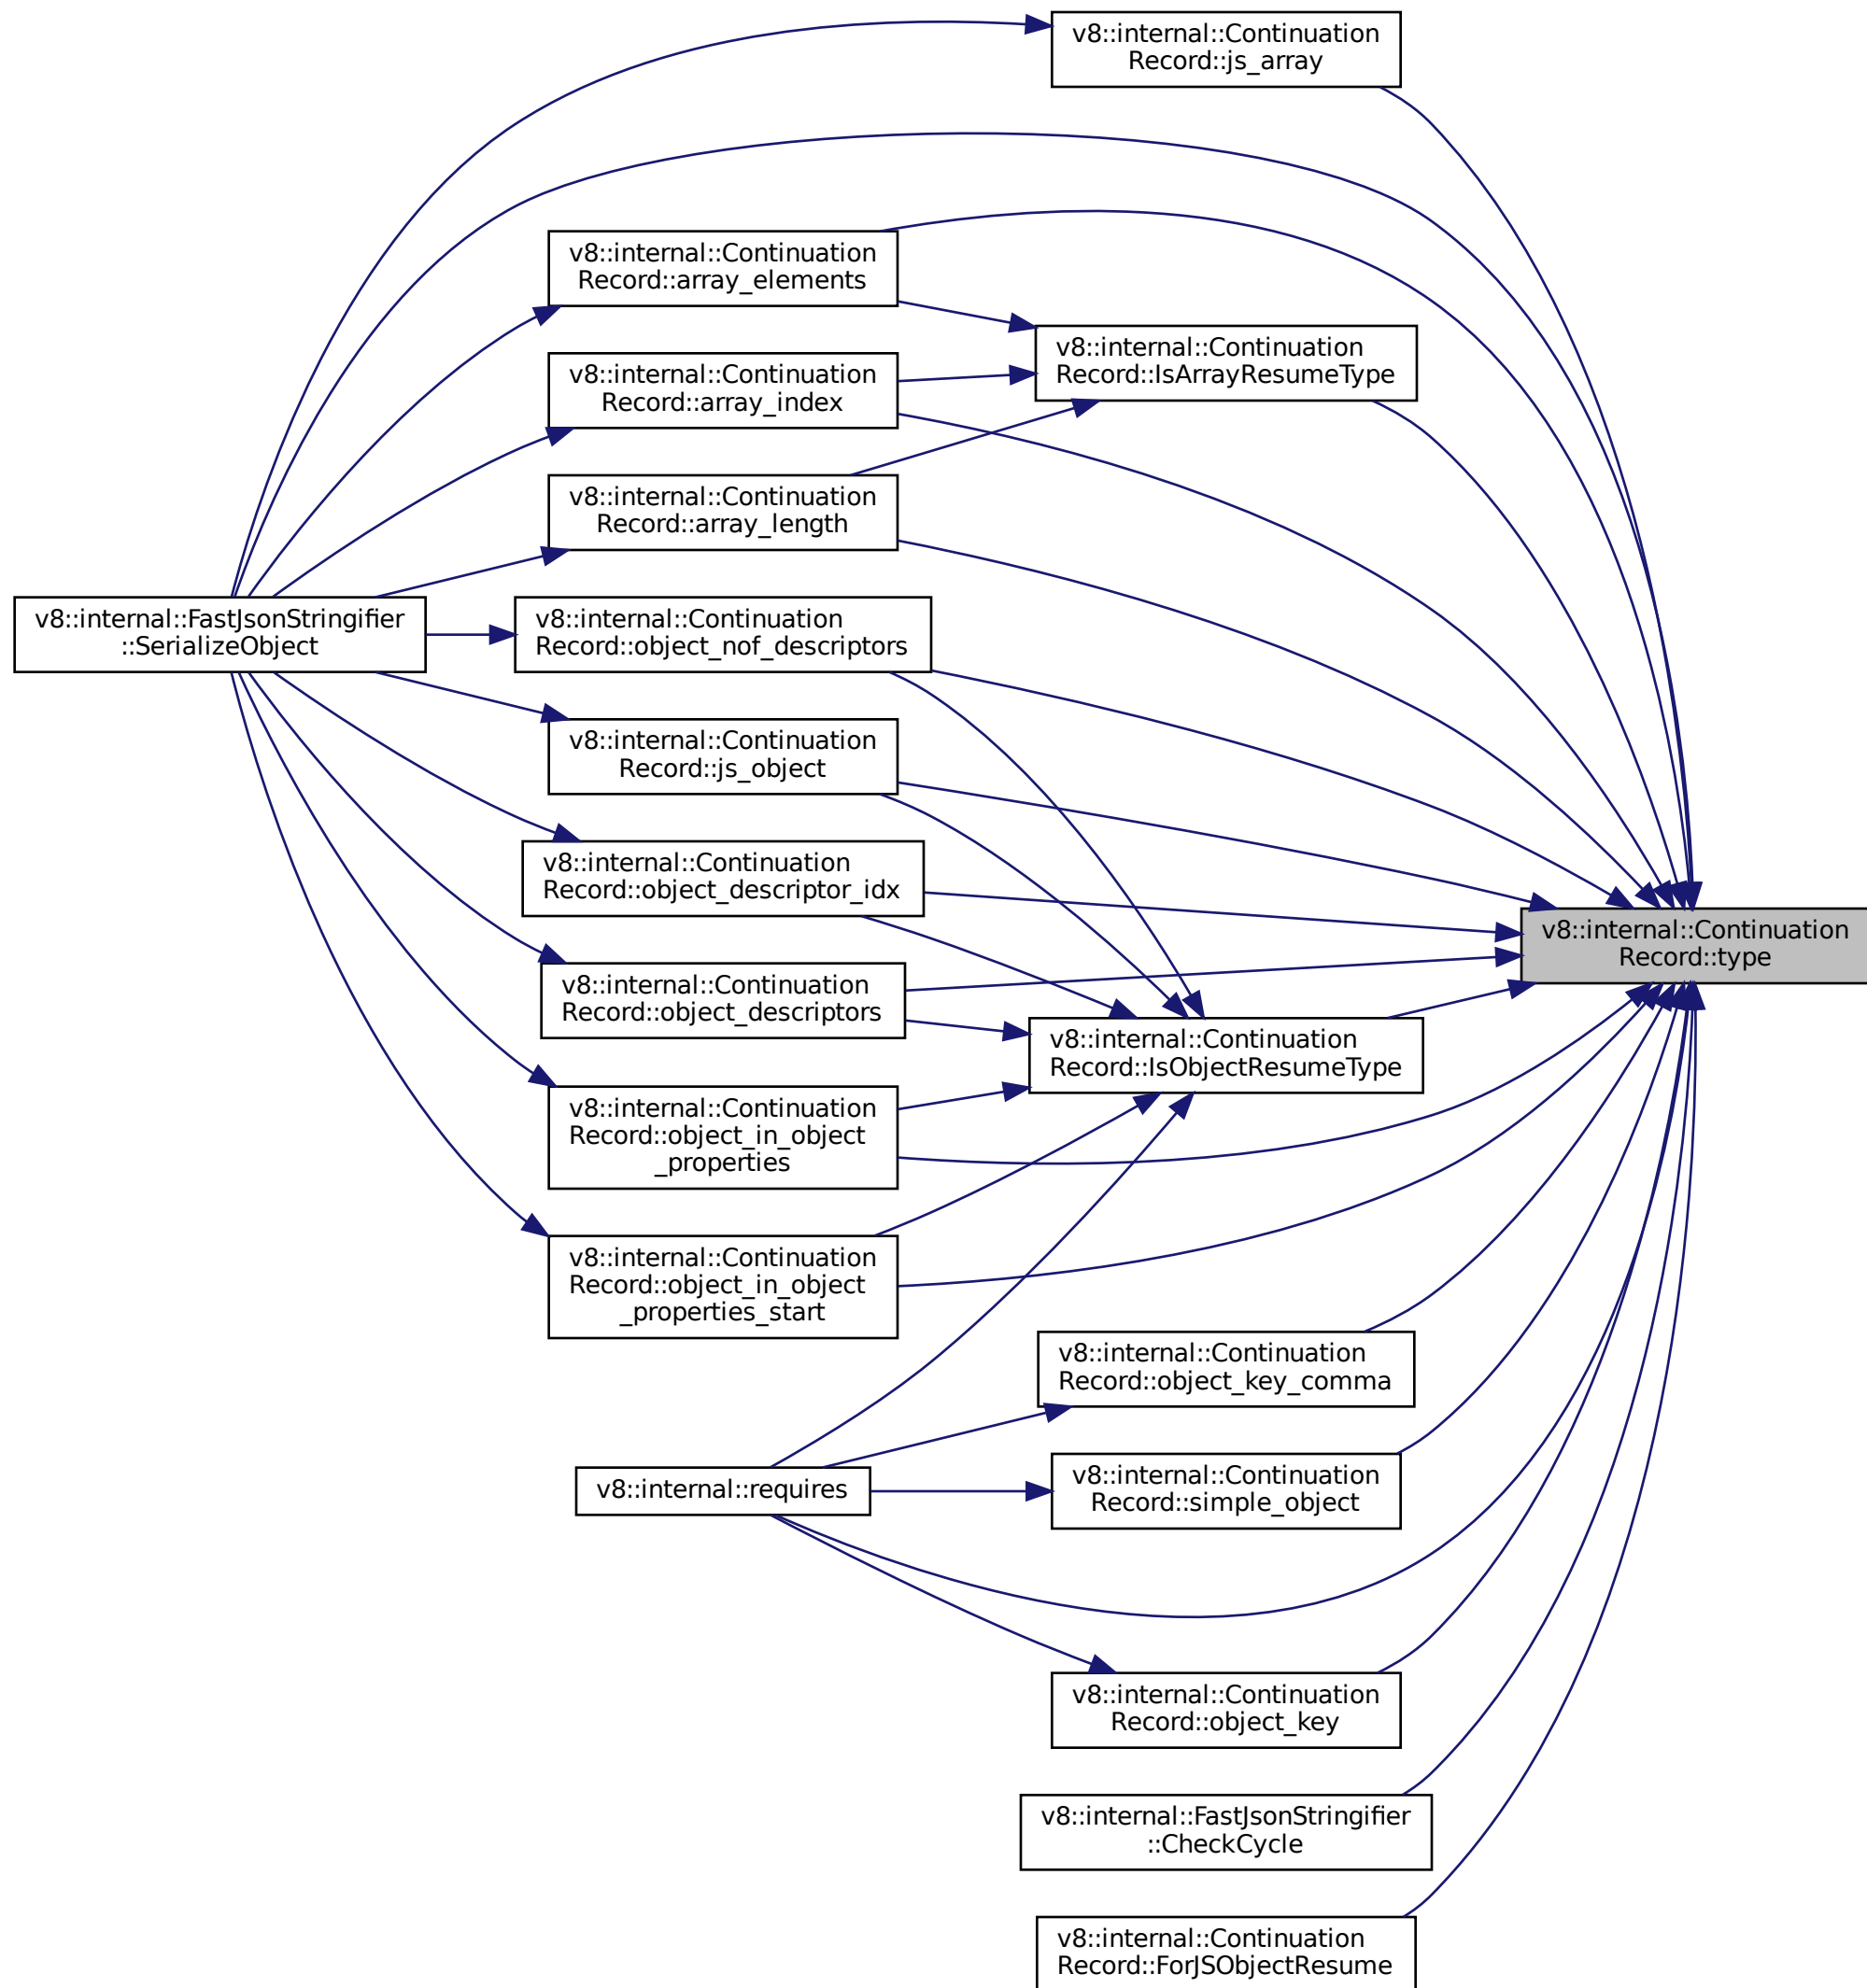 v8::internal::Continuation
Record::js_array
v8::internal::Continuation
Record::array_elements
v8::internal::Continuation
Record::IsArrayResumeType
v8::internal::Continuation
Record::array_index
v8::internal::Continuation
Record::array_length
v8::internal::FastJsonStringifier
::SerializeObject
v8::internal::Continuation
Record::object_nof_descriptors
v8::internal::Continuation
Record::js_object
v8::internal::Continuation
Record::object_descriptor_idx
v8::internal::Continuation
Record::type
v8::internal::Continuation
Record::object_descriptors
v8::internal::Continuation
Record::IsObjectResumeType
v8::internal::Continuation
Record::object_in_object
_properties
v8::internal::Continuation
Record::object_in_object
_properties_start
v8::internal::Continuation
Record::object_key_comma
v8::internal::requires
v8::internal::Continuation
Record::simple_object
v8::internal::Continuation
Record::object_key
v8::internal::FastJsonStringifier
::CheckCycle
v8::internal::Continuation
Record::ForJSObjectResume